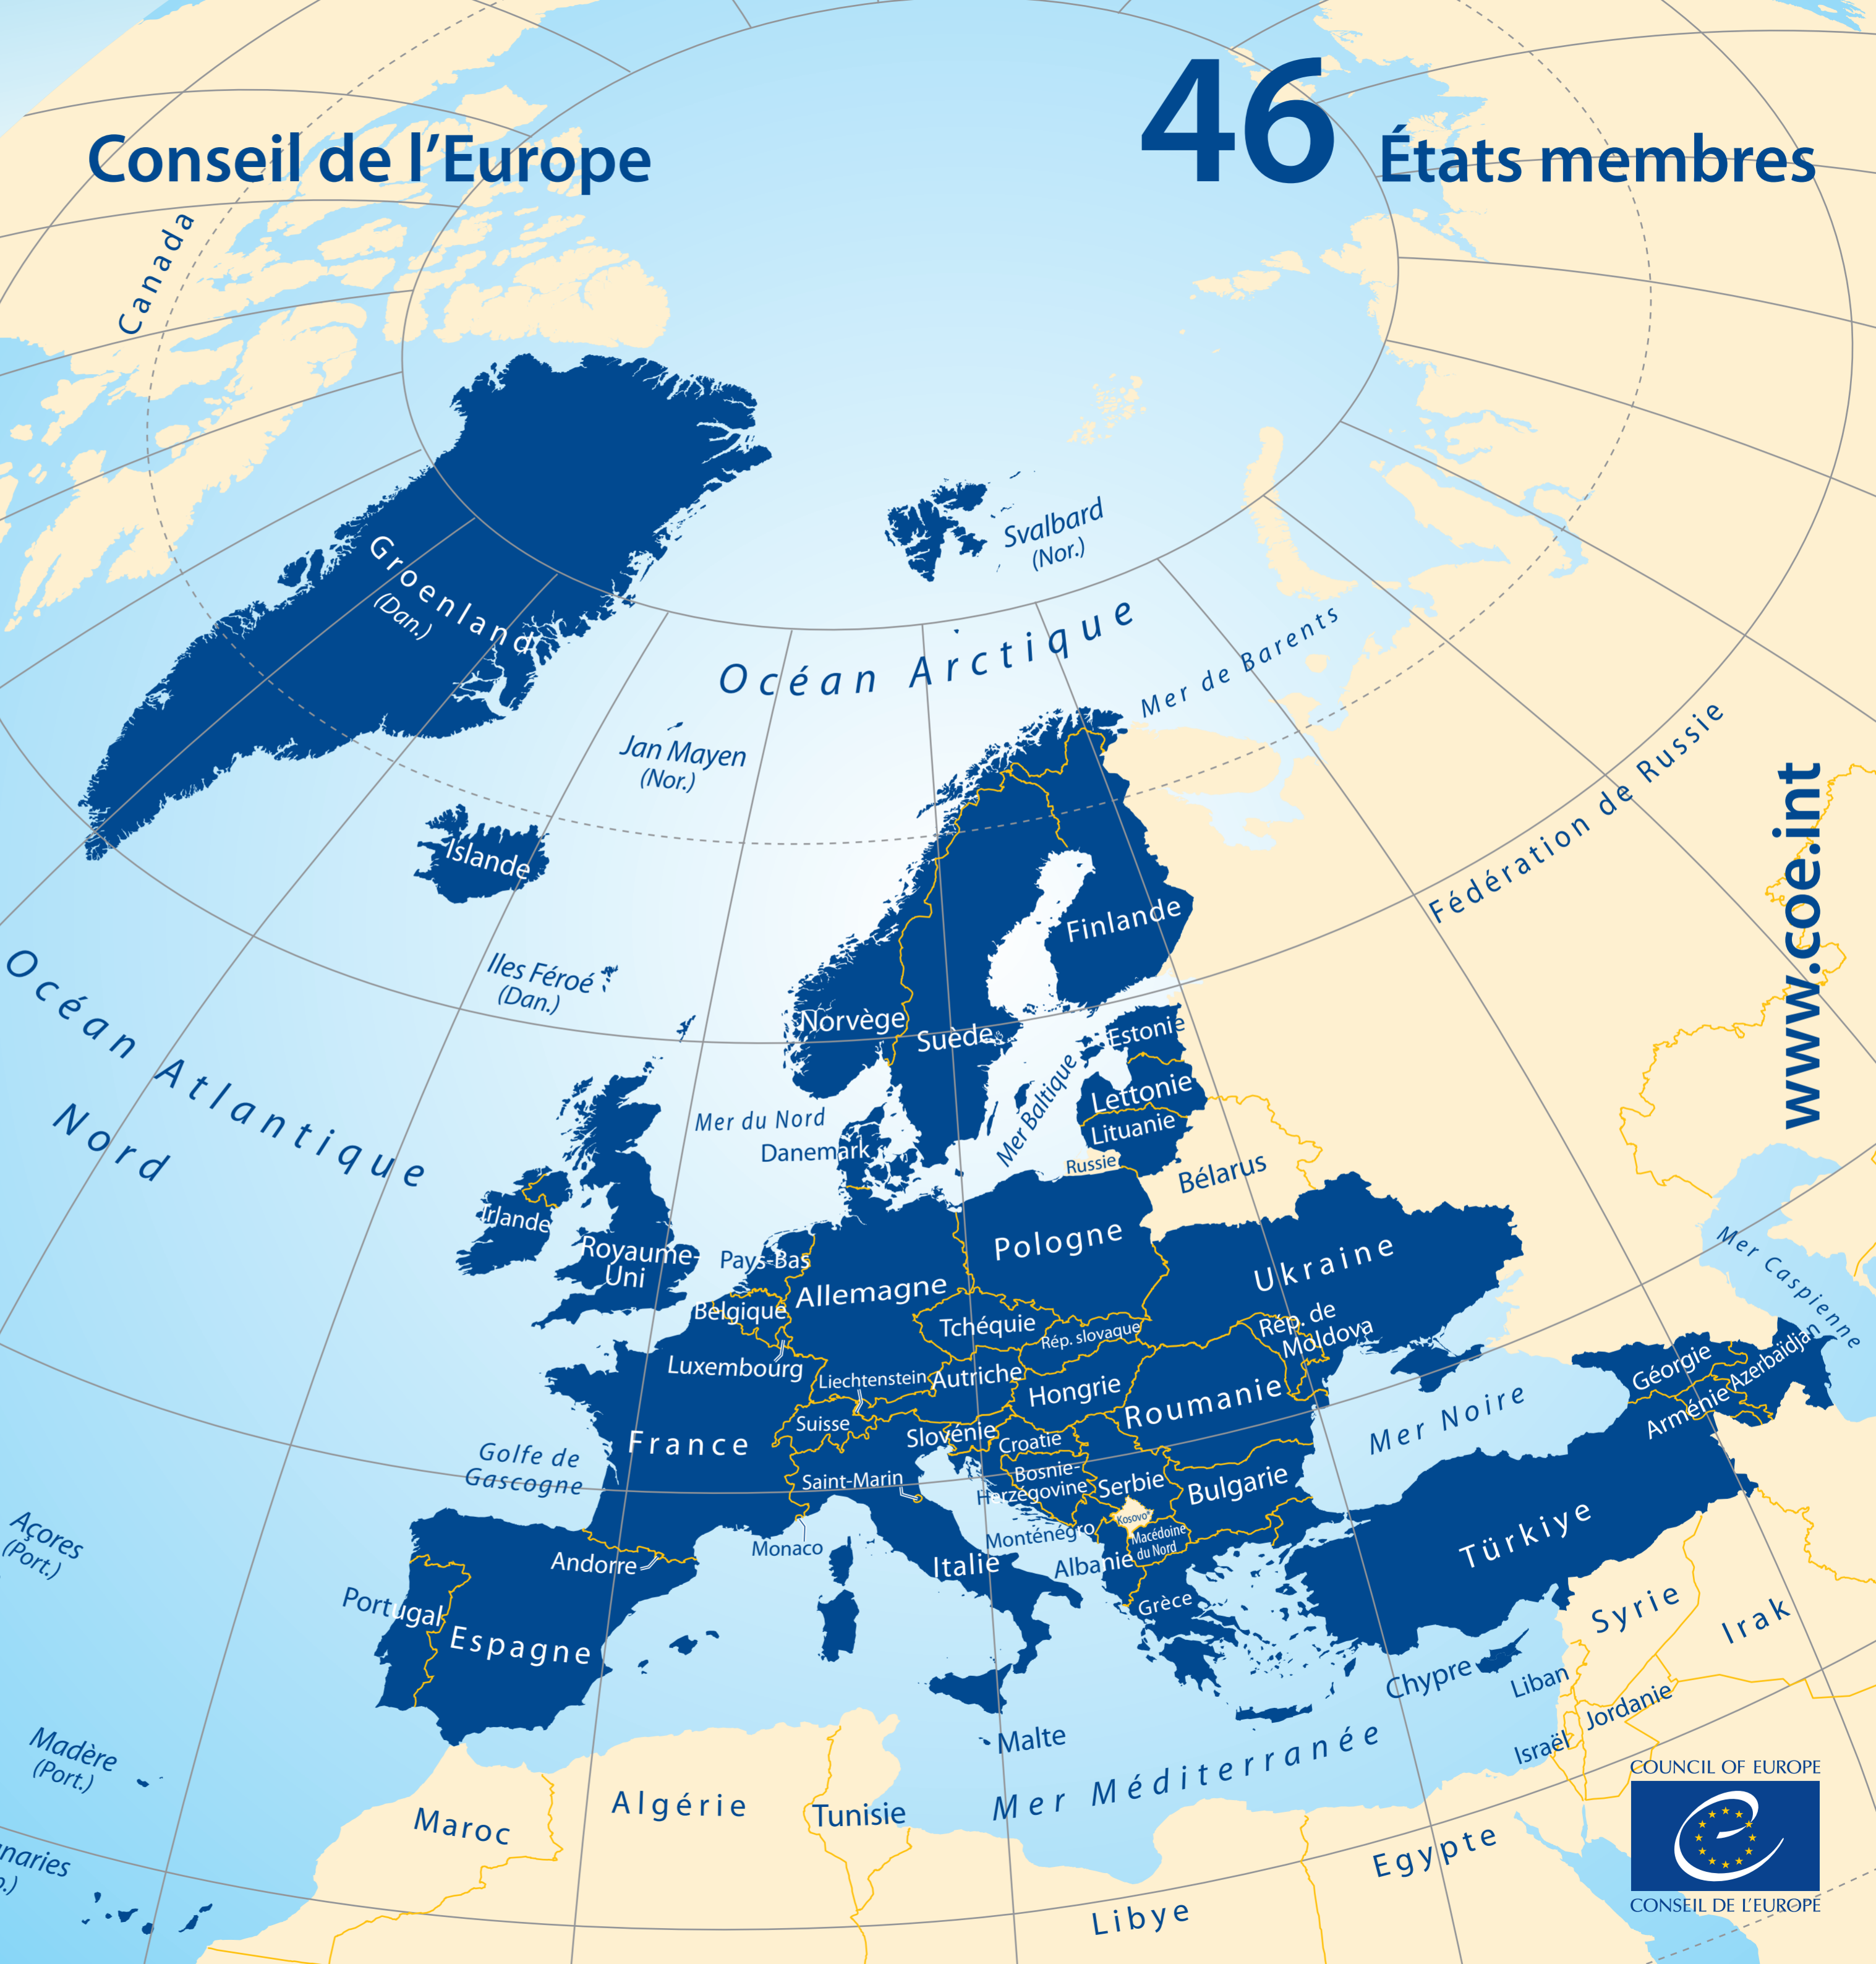 Conseil de l'Europe
46 États membres
Canada
Groenland
(Dan.)
Svalbard
(Nor.)
Océan Arctique
Mer de Barents
Jan Mayen
(Nor.)
Fédération de Russie
www.coe.int
Islande
Finlande
Iles Féroé
(Dan.)
Norvège
Suède
Estonie
Océan Atlantique
Nord
Mer Baltique
Lettonie
Lituanie
Mer du Nord
Danemark
Russie
Bélarus
Irlande
Royaume-
Uni
Pays-Bas
Pologne
Ukraine
Mer Caspienne
Belgique
Allemagne
Tchéquie
Rép. slovaque
Rép. de
Moldova
Luxembourg
Liechtenstein
Autriche
Hongrie
Roumanie
Géorgie
Azerbaïdjan
Arménie
Suisse
Slovénie
Croatie
Mer Noire
France
Golfe de
Gascogne
Saint-Marin
Bosnie-
Herzégovine
Serbie
Bulgarie
Kosovo*
Monténégro
Macédoine
du Nord
Açores
(Port.)
Monaco
Andorre
Italie
Albanie
Türkiye
Portugal
Grèce
Espagne
Syrie
Irak
Chypre
Liban
Jordanie
Israël
Malte
Mer Méditerranée
Madère
(Port.)
Maroc
Algérie
Tunisie
Libye
Egypte
COUNCIL OF EUROPE
CONSEIL DE L'EUROPE